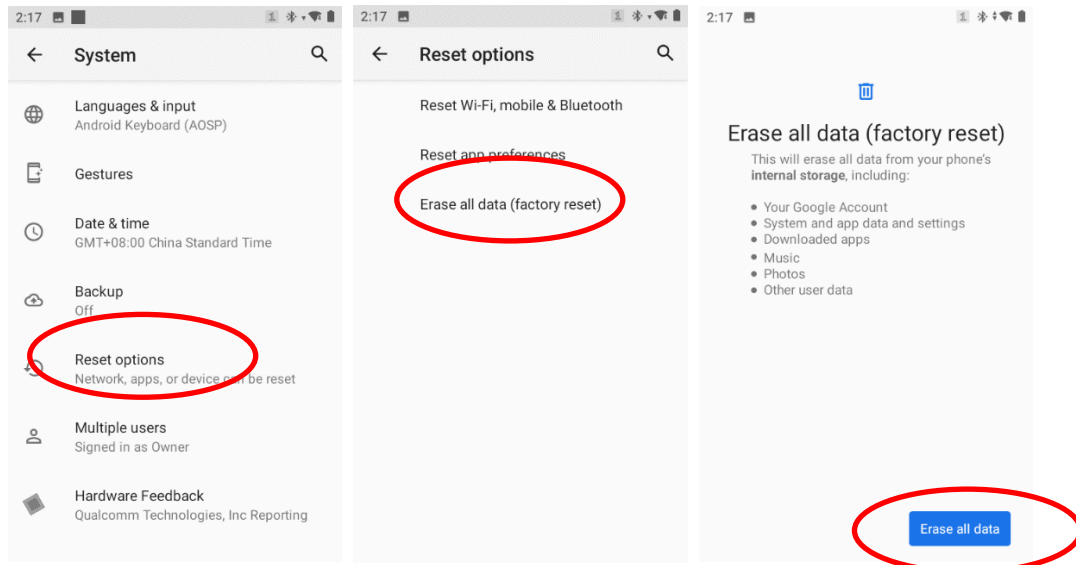 2:17
1
System
Languages & input
Android Keyboard (AOSP)
Gestures
Date & time
GMT+08:00 China Standard Time
Backup
Off
Reset options
Network, apps, or device can be reset
Multiple users
Signed in as Owner
Hardware Feedback
Qualcomm Technologies, Inc Reporting
2:17
1
Reset options
Reset Wi-Fi, mobile & Bluetooth
Reset app preferences
Erase all data (factory reset)
2:17
1
Erase all data (factory reset)
This will erase all data from your phone's
internal storage, including:
• Your Google Account
• System and app data and settings
• Downloaded apps
• Music
• Photos
• Other user data
Erase all data